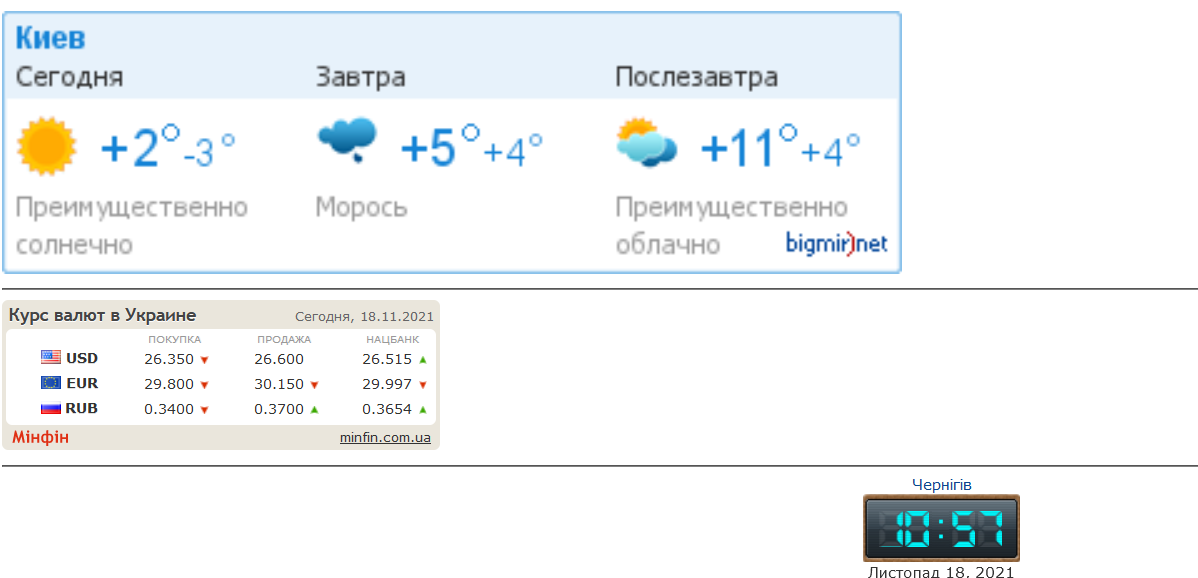 Киев
Сегодня Завтра Послезавтра
+2° -3° +5° +4° +11° +4°
Преимущественно Морось Преимущественно
солнечно облачно bigmir)net
Курс валют в Украине Сегодня, 18.11.2021
ПОКУПКА ПРОДАЖА НАЦБАНК
USD 26.350 26.600 26.515
EUR 29.800 30.150 29.997
RUB 0.3400 0.3700 0.3654
Мінфін minfin.com.ua
Чернігів
10:57
Листопад 18, 2021